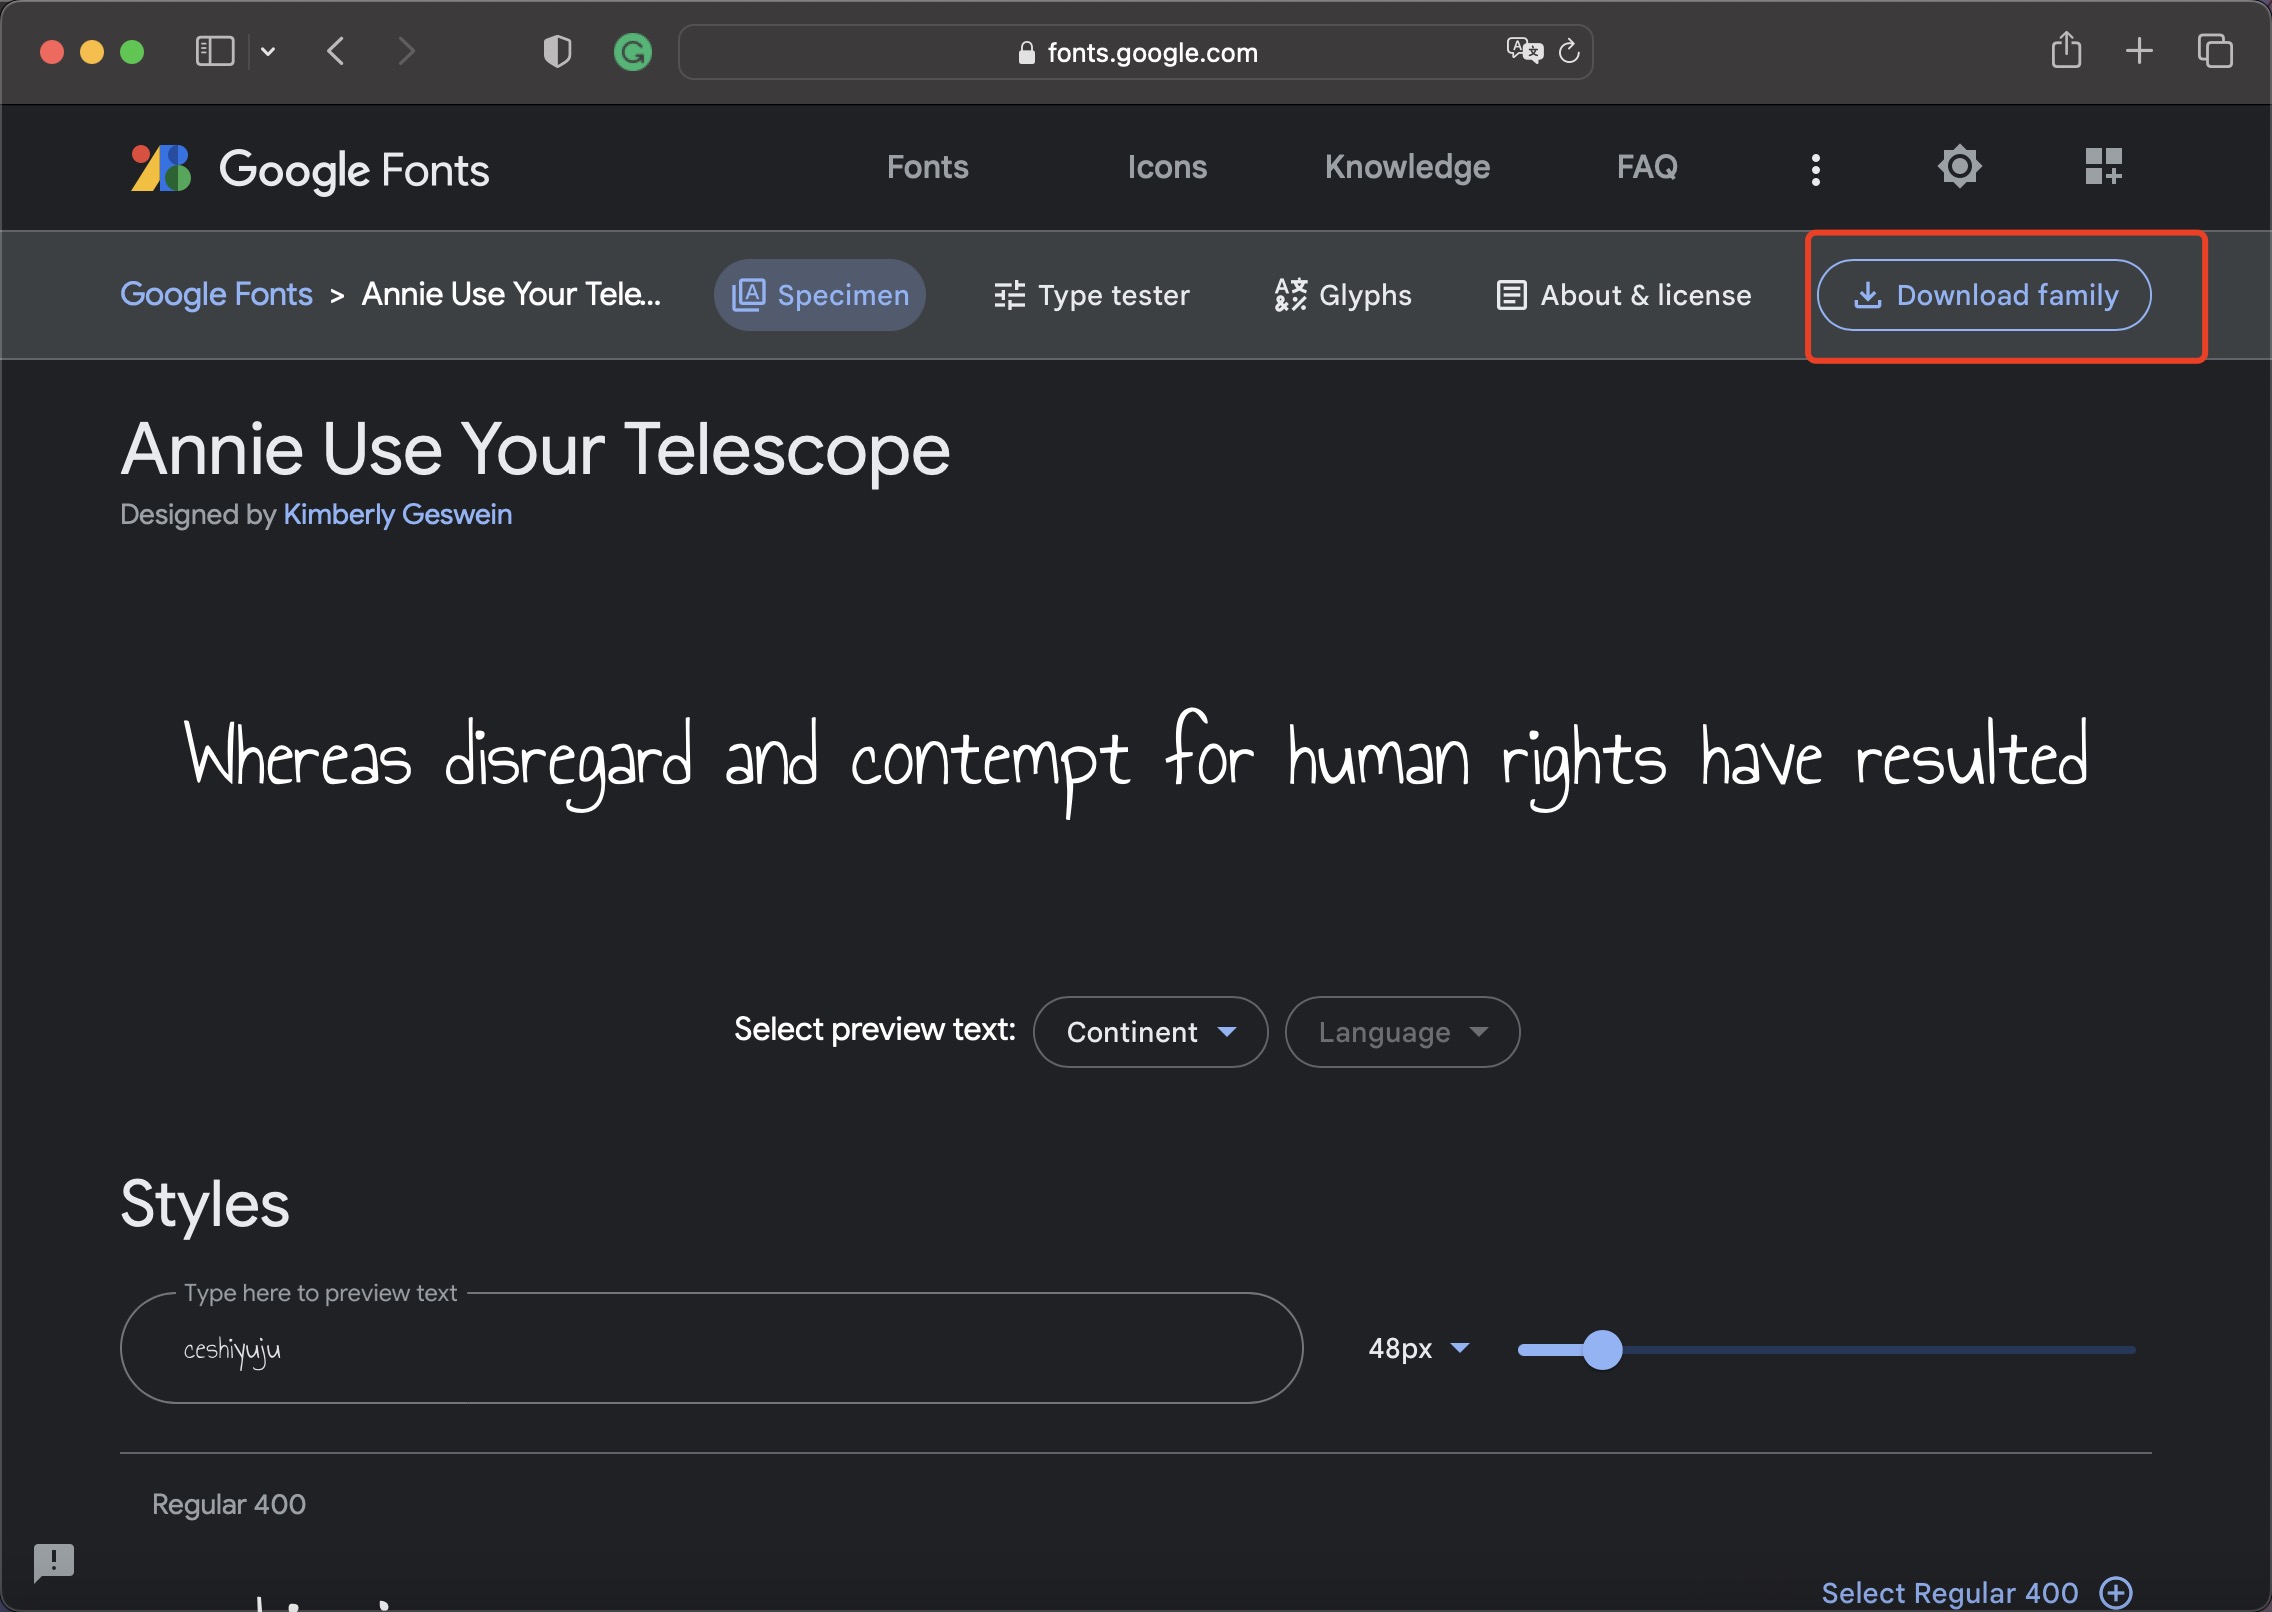 fonts.google.com
Google Fonts
Fonts
Icons
Knowledge
FAQ
Google Fonts > Annie Use Your Tele...
Specimen
Type tester
Glyphs
About & license
Download family
Annie Use Your Telescope
Designed by Kimberly Geswein
Whereas disregard and contempt for human rights have resulted
Select preview text:
Continent
Language
Styles
Type here to preview text
ceshiyuju
48px
Regular 400
Select Regular 400